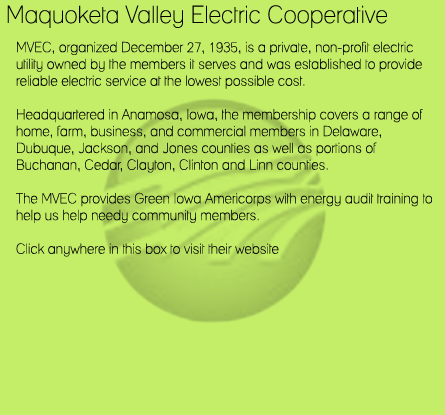 Maquoketa Valley Electric Cooperative
MVEC, organized December 27, 1935, is a private, non-profit electric
utility owned by the members it serves and was established to provide
reliable electric service at the lowest possible cost.
Headquartered in Anamosa, Iowa, the membership covers a range of
home, farm, business, and commercial members in Delaware,
Dubuque, Jackson, and Jones counties as well as portions of
Buchanan, Cedar, Clayton, Clinton and Linn counties.
The MVEC provides Green Iowa Americorps with energy audit training to
help us help needy community members.
Click anywhere in this box to visit their website